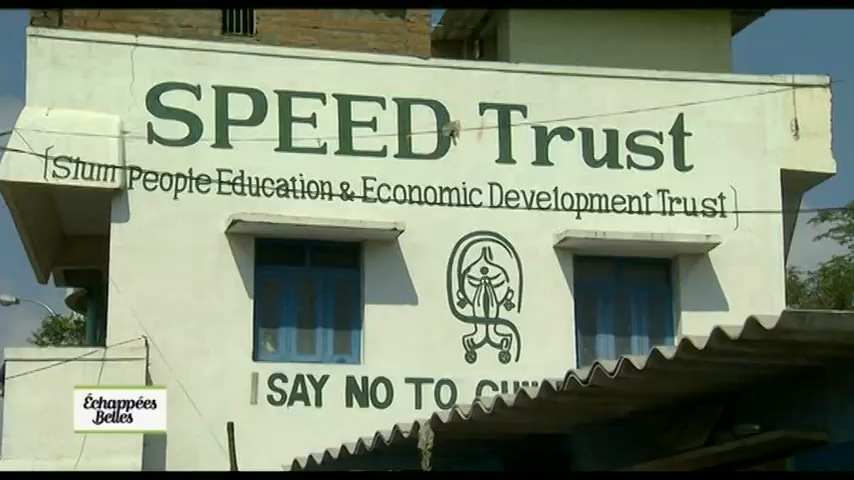 SPEED Trust
(Slum People Education & Economic Development Trust)
SAY NO TO
Échappées
Belles